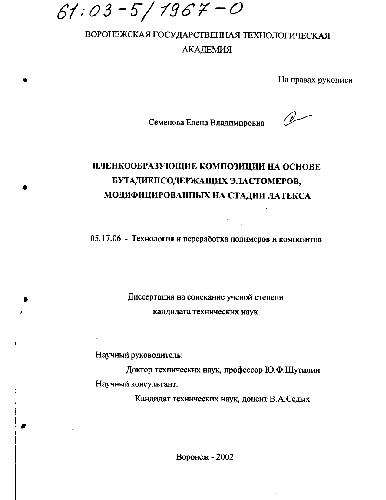 61:03-5/1967-0
ВОРОНЕЖСКАЯ ГОСУДАРСТВЕННАЯ ТЕХНОЛОГИЧЕСКАЯ
АКАДЕМИЯ
На правах рукописи
Семенова Елена Владимировна
ПЛЕНКООБРАЗУЮЩИЕ КОМПОЗИЦИИ НА ОСНОВЕ
БУТАДИЕНСОДЕРЖАЩИХ ЭЛАСТОМЕРОВ,
МОДИФИЦИРОВАННЫХ НА СТАДИИ ЛАТЕКСА
05.17.06 - Технология и переработка полимеров и композитов
Диссертация на соискание ученой степени
кандидата технических наук
Научный руководитель:
Доктор технических наук, профессор Ю.Ф.Шутилин
Научный консультант:
Кандидат технических наук, доцент В.А.Седых
Воронеж - 2002